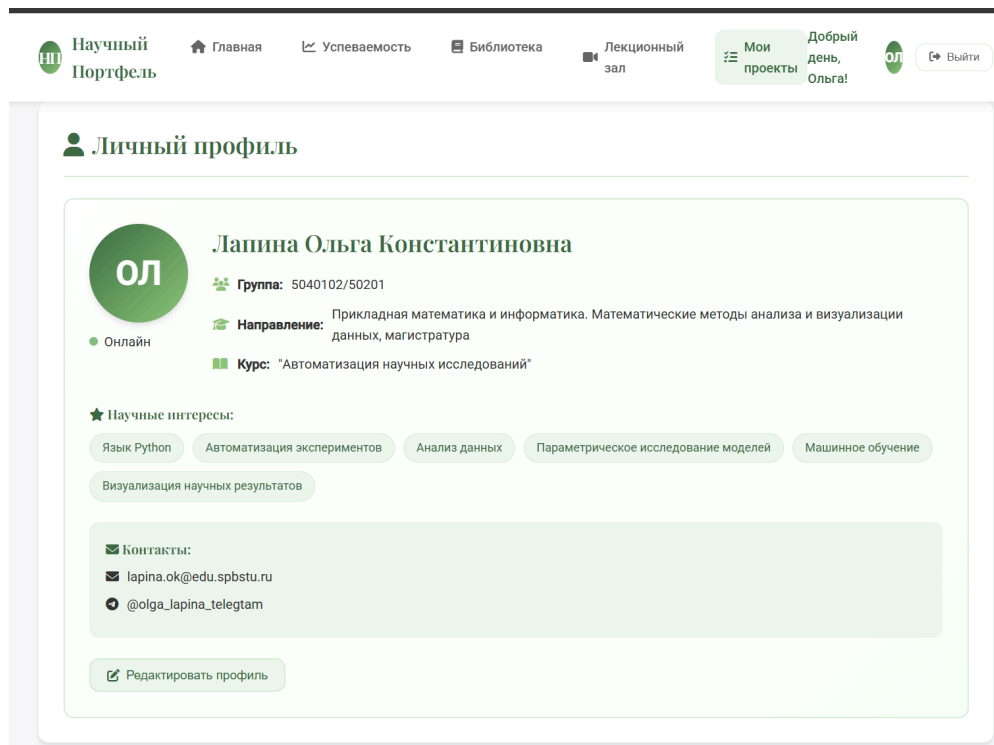 НП
Научный
Портфель
Главная
Успеваемость
Библиотека
Лекционный
зал
Мои
проекты
Добрый
день,
Ольга!
ОЛ
Выйти
Личный профиль
ОЛ
Онлайн
Лапина Ольга Константиновна
Группа: 5040102/50201
Направление: Прикладная математика и информатика. Математические методы анализа и визуализации
данных, магистратура
Курс: "Автоматизация научных исследований"
Научные интересы:
Язык Python
Автоматизация экспериментов
Анализ данных
Параметрическое исследование моделей
Машинное обучение
Визуализация научных результатов
Контакты:
lapina.ok@edu.spbstu.ru
@olga_lapina_telegtam
Редактировать профиль